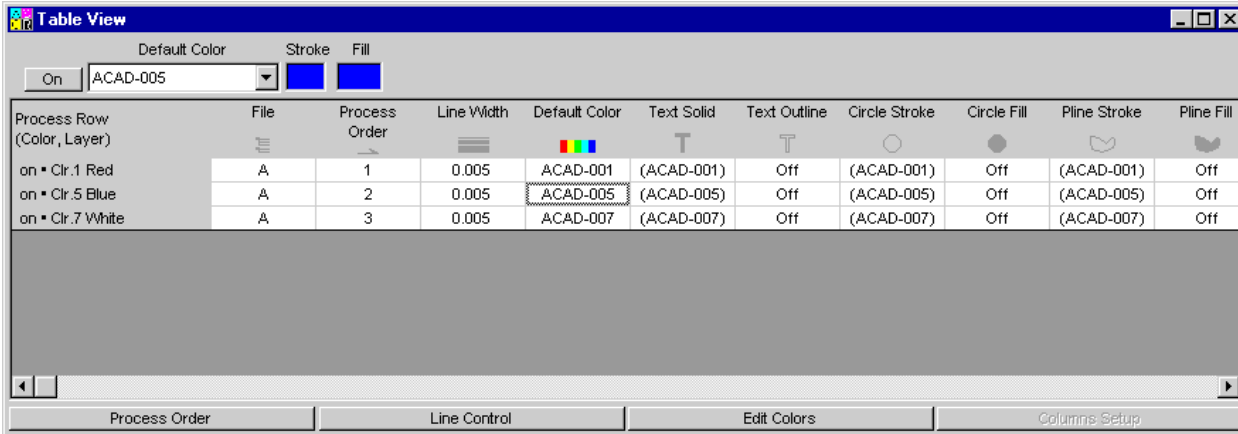 Table View
Default Color Stroke Fill
On ACAD-005
Process Row (Color, Layer) File Process Order Line Width Default Color Text Solid Text Outline Circle Stroke Circle Fill Pline Stroke Pline Fill
on ▪ Clr.1 Red A 1 0.005 ACAD-001 (ACAD-001) Off (ACAD-001) Off (ACAD-001) Off
on ▪ Clr.5 Blue A 2 0.005 ACAD-005 (ACAD-005) Off (ACAD-005) Off (ACAD-005) Off
on ▪ Clr.7 White A 3 0.005 ACAD-007 (ACAD-007) Off (ACAD-007) Off (ACAD-007) Off
Process Order Line Control Edit Colors Columns Setup